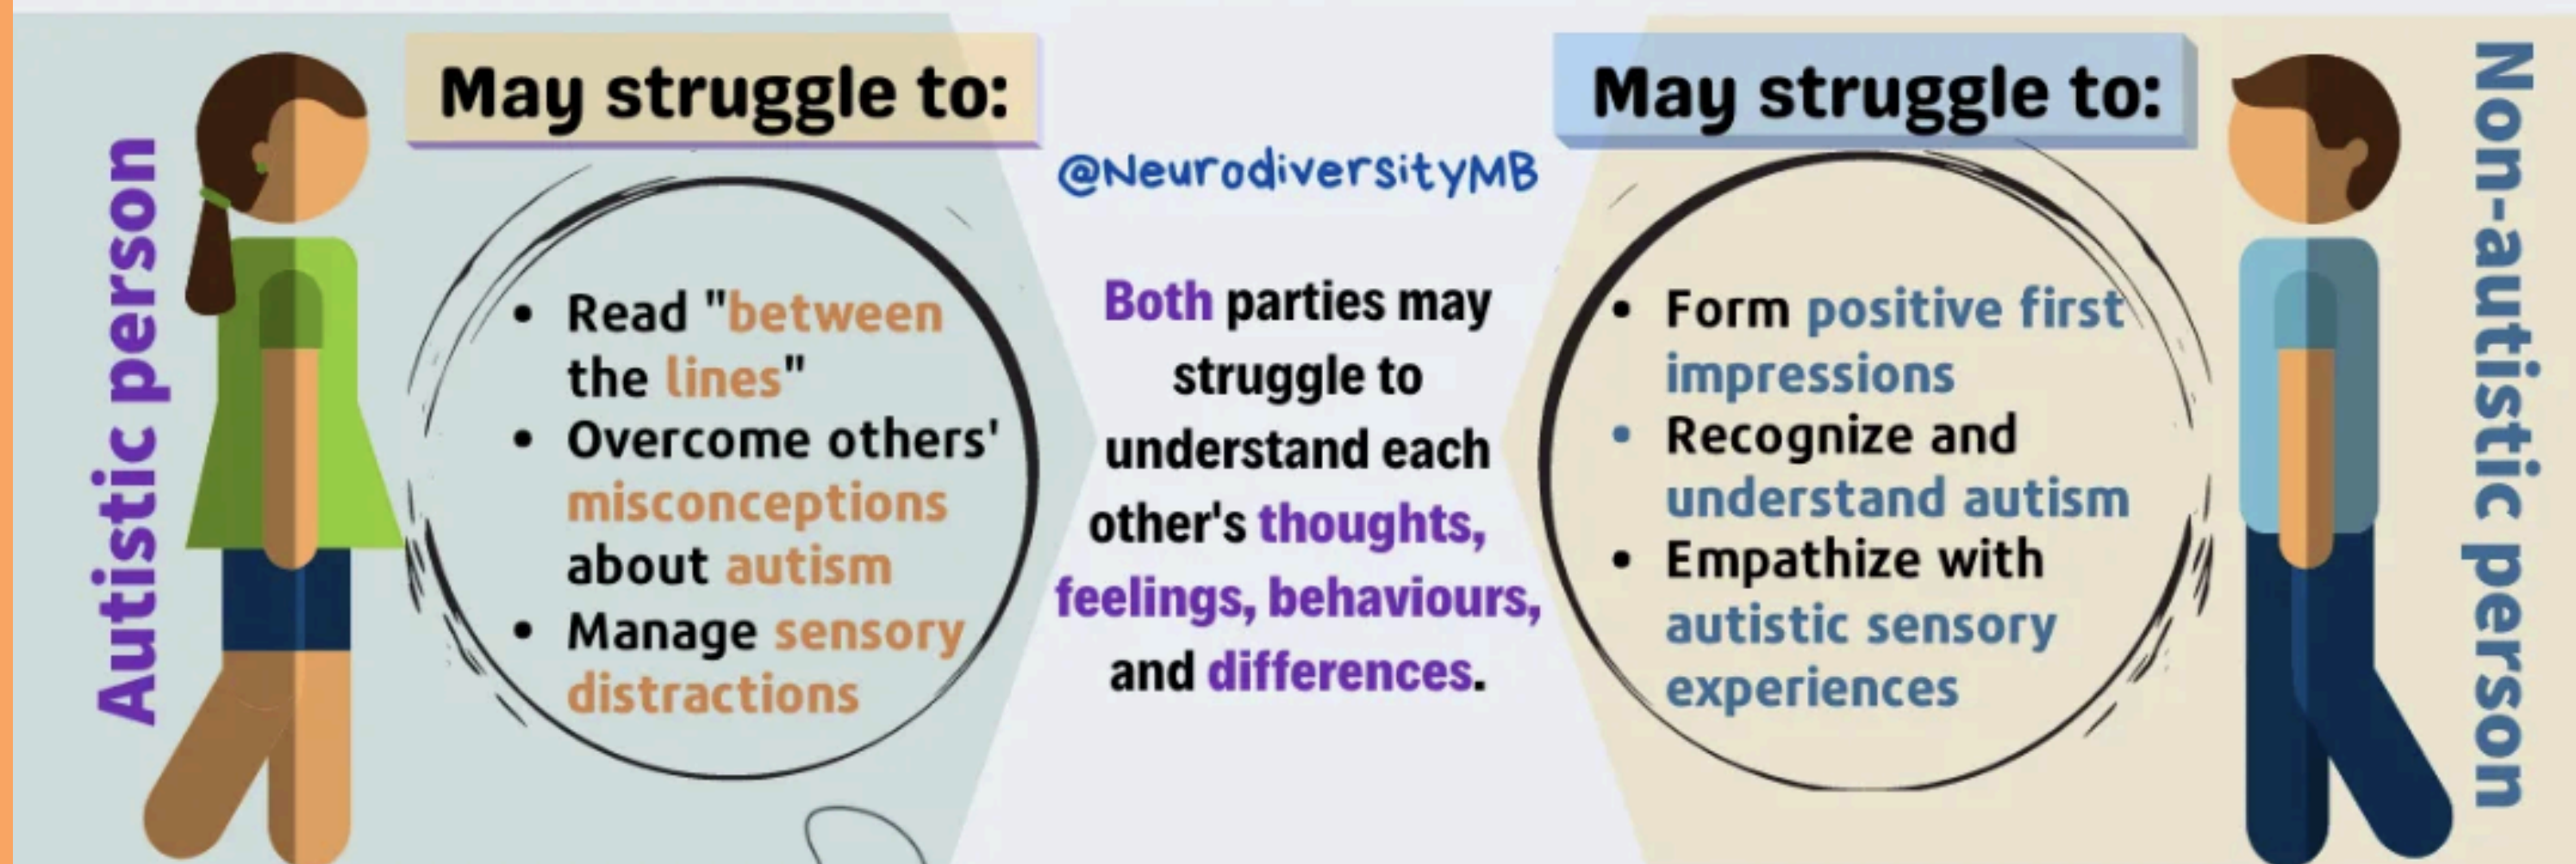 Autistic person
May struggle to:
Read "between
the lines"
Overcome others'
misconceptions
about autism
Manage sensory
distractions
@NeurodiversityMB
Both parties may
struggle to
understand each
other's thoughts,
feelings, behaviours,
and differences.
May struggle to:
Form positive first
impressions
Recognize and
understand autism
Empathize with
autistic sensory
experiences
Non-autistic person